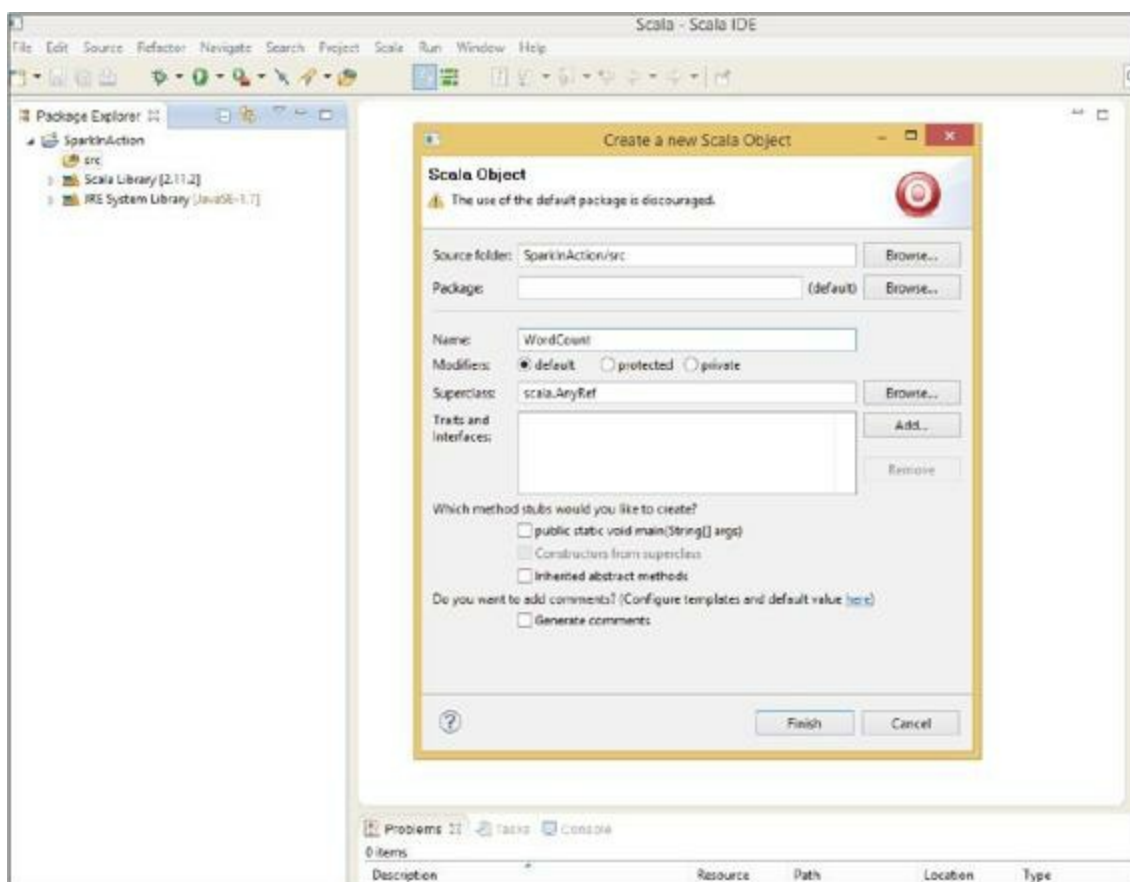 Scala - Scala IDE
File Edit Source Refactor Navigate Search Project Scala Run Window Help
Package Explorer
SparkInAction
src
Scala Library [2.11.2]
JRE System Library [JavaSE-1.7]
Create a new Scala Object
Scala Object
The use of the default package is discouraged.
Source folder: SparkInAction/src Browse...
Package: (default) Browse...
Name: WordCount
Modifiers: default protected private
Superclass: scala.AnyRef Browse...
Traits and Interfaces: Add...
Remove
Which method stubs would you like to create?
public static void main(String[] args)
Constructors from superclass
Inherited abstract methods
Do you want to add comments? (Configure templates and default value here)
Generate comments
Finish Cancel
Problems Tasks Console
0 items
Description Resource Path Location Type